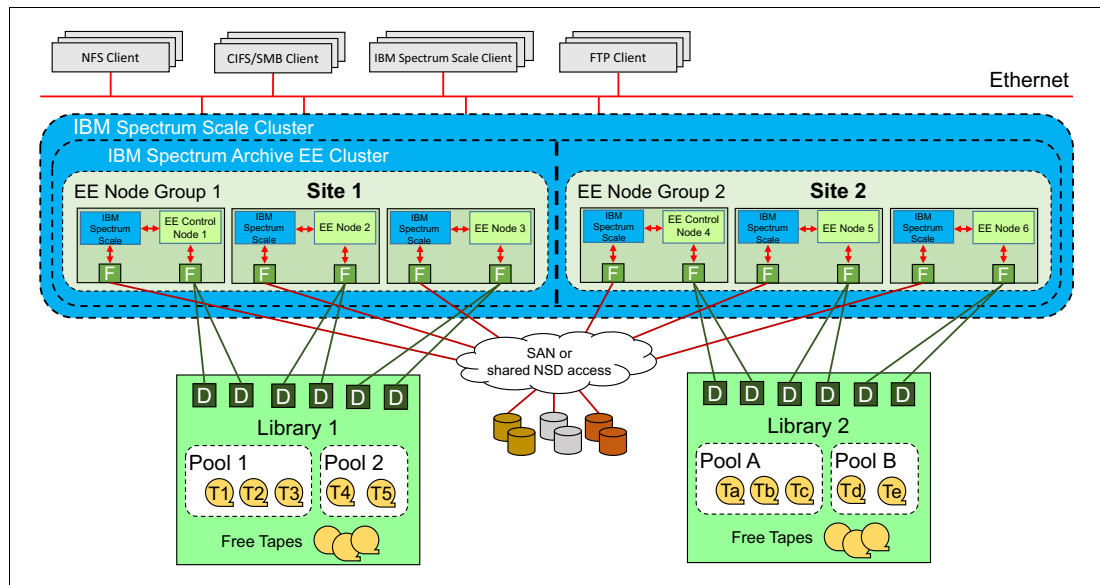 NFS Client
CIFS/SMB Client
IBM Spectrum Scale Client
FTP Client
Ethernet
IBM Spectrum Scale Cluster
IBM Spectrum Archive EE Cluster
EE Node Group 1
Site 1
EE Node Group 2
Site 2
IBM
Spectrum
Scale
EE Control
Node 1
IBM
Spectrum
Scale
EE Node 2
IBM
Spectrum
Scale
EE Node 3
IBM
Spectrum
Scale
EE Control
Node 4
IBM
Spectrum
Scale
EE Node 5
IBM
Spectrum
Scale
EE Node 6
F
F
F
F
F
F
F
F
F
F
F
F
SAN or
shared NSD access
D
D
D
D
D
D
D
D
D
D
D
D
Library 1
Pool 1
Pool 2
T1
T2
T3
T4
T5
Free Tapes
Library 2
Pool A
Pool B
Ta
Tb
Tc
Td
Te
Free Tapes